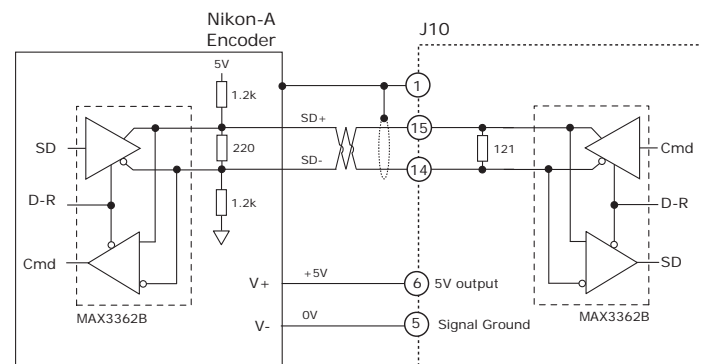 Nikon-A
Encoder
J10
5V
1.2k
1
SD+
15
SD
220
121
Cmd
SD-
14
D-R
1.2k
D-R
Cmd
SD
V+
+5V
6
5V output
MAX3362B
MAX3362B
V-
0V
5
Signal Ground